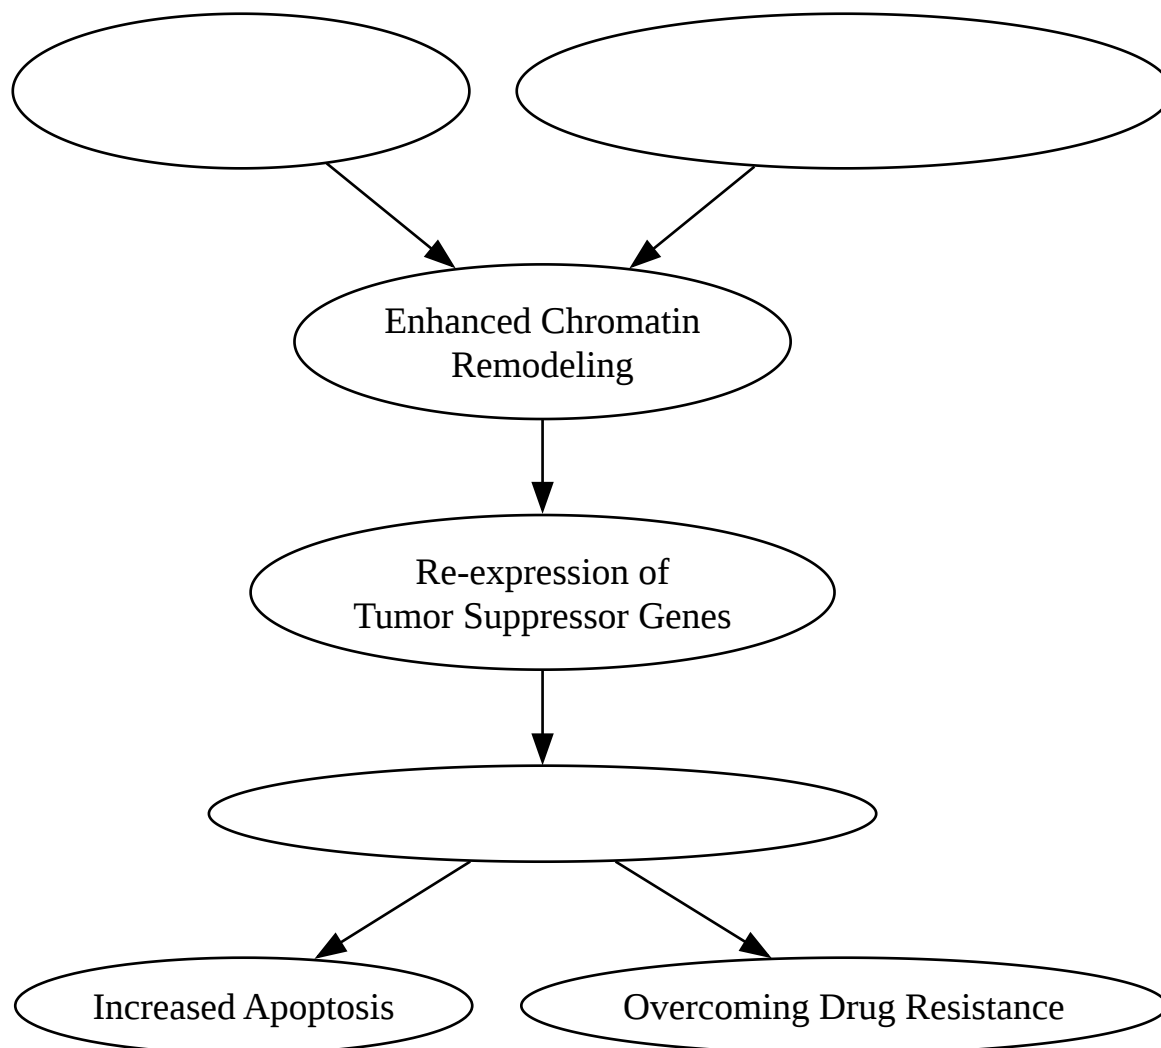 Enhanced Chromatin
Remodeling
Re-expression of
Tumor Suppressor Genes
Increased Apoptosis
Overcoming Drug Resistance